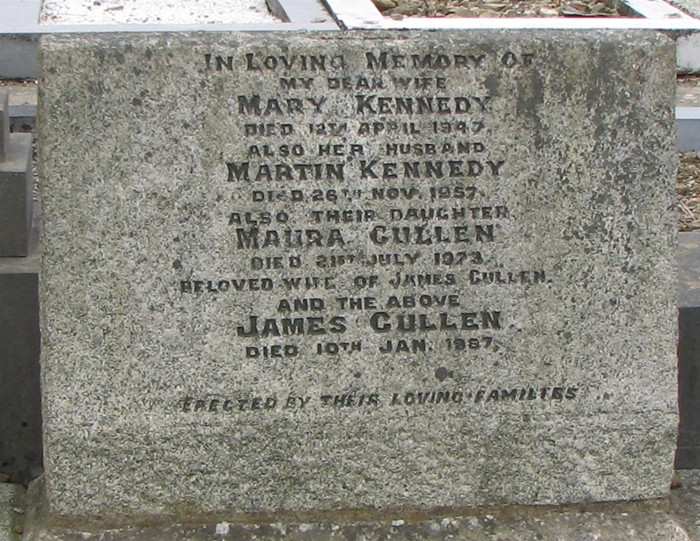 IN LOVING MEMORY OF
MY DEAR WIFE
MARY KENNEDY
DIED 12TH APRIL 1947.
ALSO HER HUSBAND
MARTIN KENNEDY
DIED 26TH NOV. 1957.
ALSO THEIR DAUGHTER
MAURA CULLEN
DIED 21ST JULY 1973.
BELOVED WIFE OF JAMES CULLEN.
AND THE ABOVE
JAMES CULLEN
DIED 10TH JAN. 1987.
ERECTED BY THEIR LOVING FAMILIES